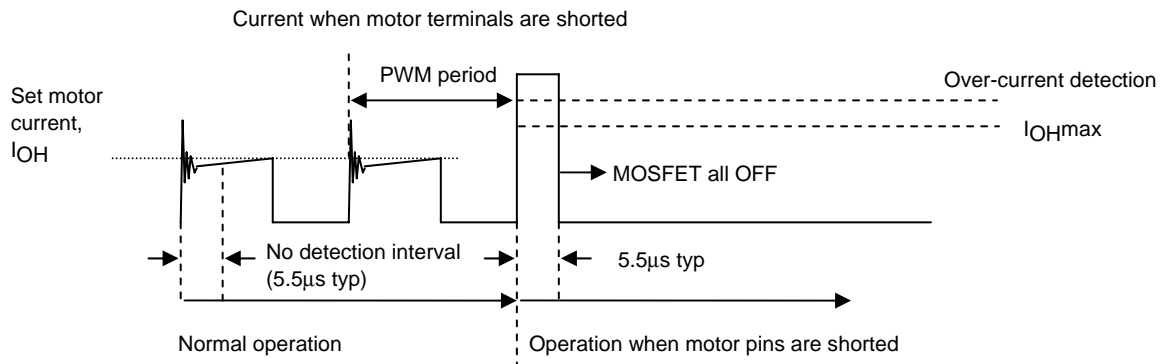 Current when motor terminals are shorted
PWM period
Over-current detection
Set motor
current,
IOH
IOHmax
MOSFET all OFF
No detection interval
(5.5μs typ)
5.5μs typ
Normal operation
Operation when motor pins are shorted